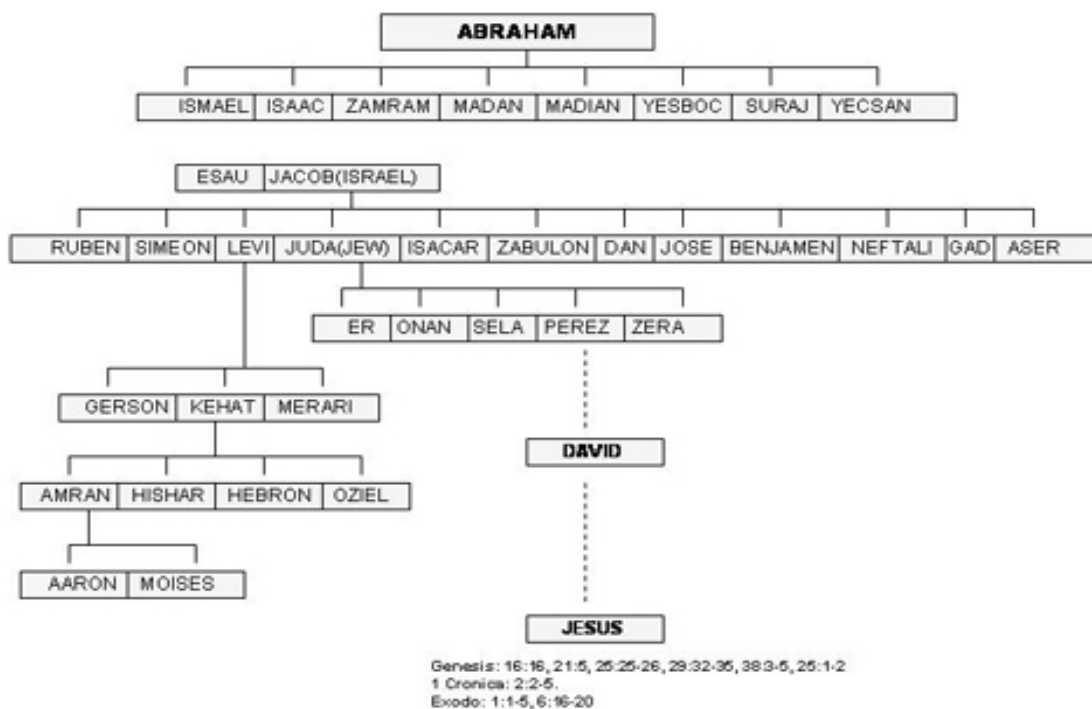 ABRAHAM
ISMAEL ISAAC ZAMRAM MADAN MADIAN YESBOC SURAJ YECSAN
ESAU JACOB(ISRAEL)
RUBEN SIMEON LEVI JUDA(JEW) ISACAR ZABULON DAN JOSE BENJAMEN NEFTALI GAD ASER
ER ONAN SELA PEREZ ZERA
GERSON KEHAT MERARI
DAVID
AMRAN HISHAR HEBRON OZIEL
AARON MOISES
JESUS
Genesis: 16:16, 21:5, 25:25-26, 29:32-35, 38:3-5, 25:1-2
1 Cronica: 2:2-5.
Exodo: 1:1-5, 6:16-20